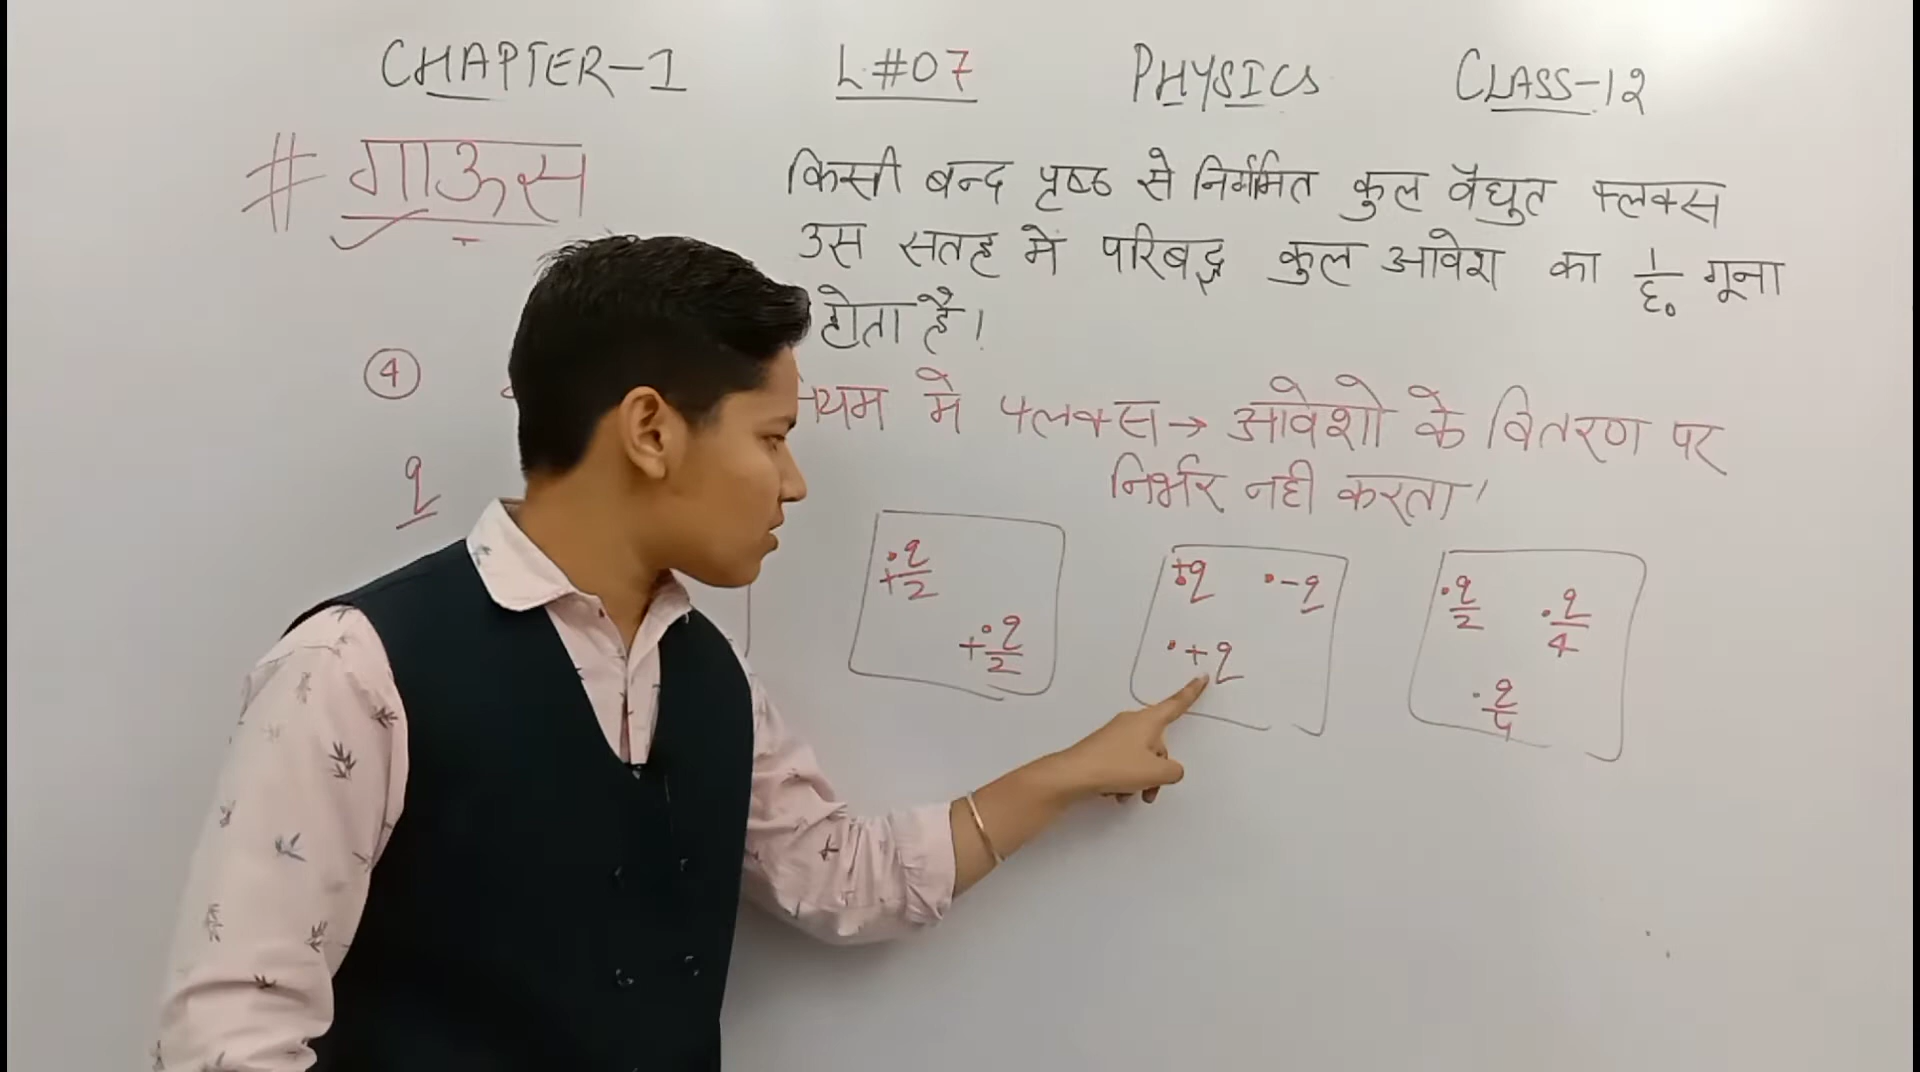 CHAPTER-1 L#07 PHYSICS CLASS-12
# गाऊस
किसी बन्द पृष्ठ से निर्गमित कुल वैद्युत फ्लक्स
उस सतह में परिबद्ध कुल आवेश का 1/ε₀ गूना
होता है।
④ में फ्लक्स → आवेशो के वितरण पर
निर्भर नही करता।
q
+q/2 +q/2
+q -q +q
q/2 q/4 q/4